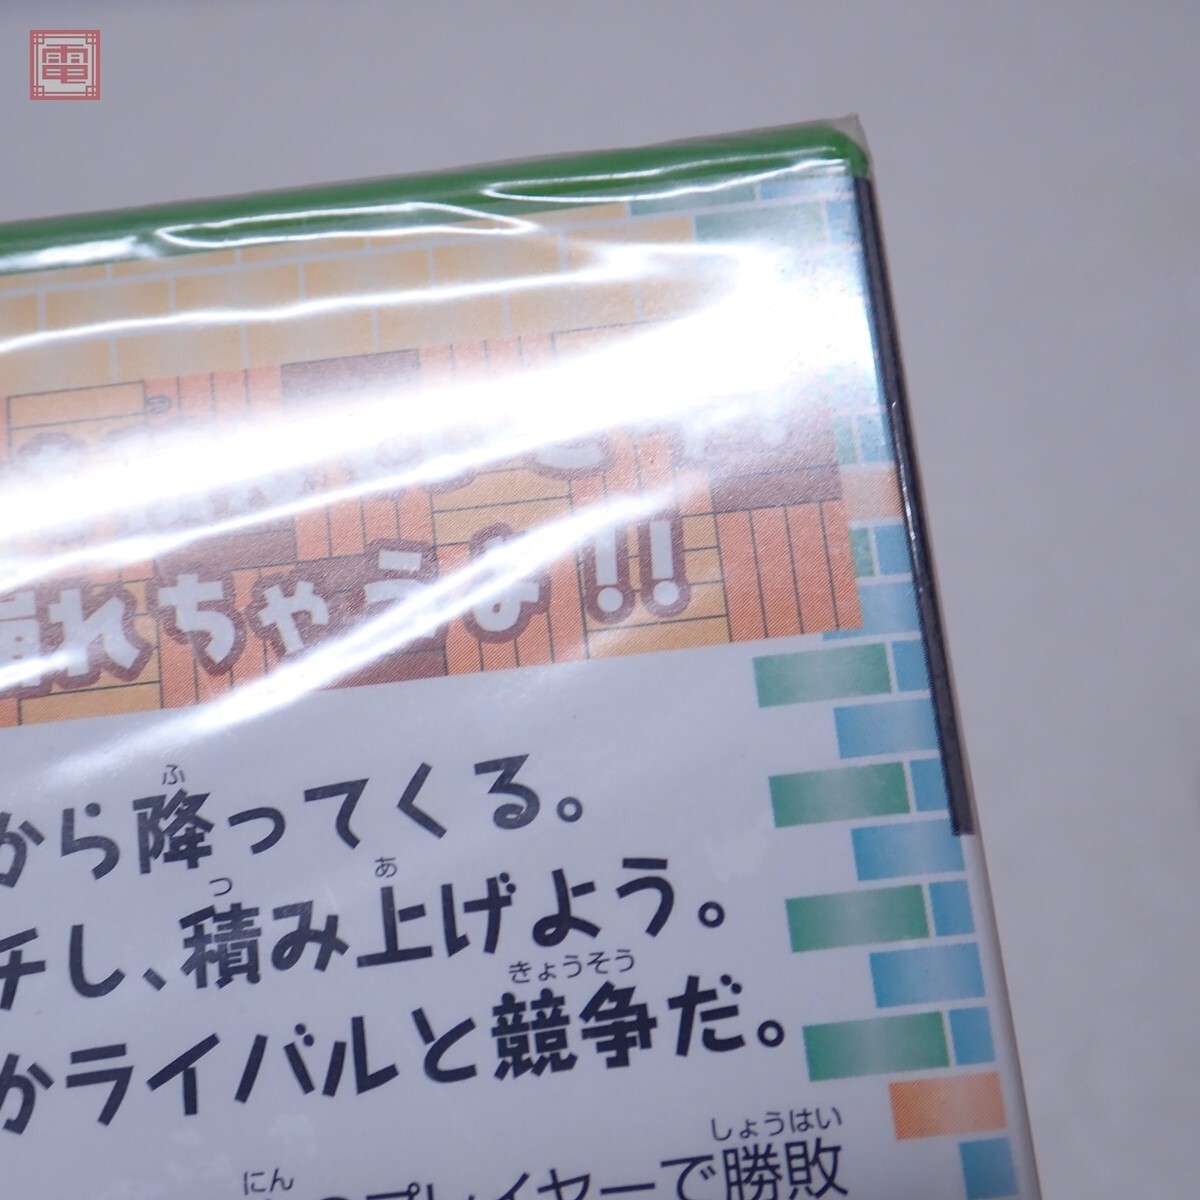 電
れちゃうよ!!
から降ってくる。
チし、積み上げよう。
かライバルと競争だ。
のプレイヤーで勝敗